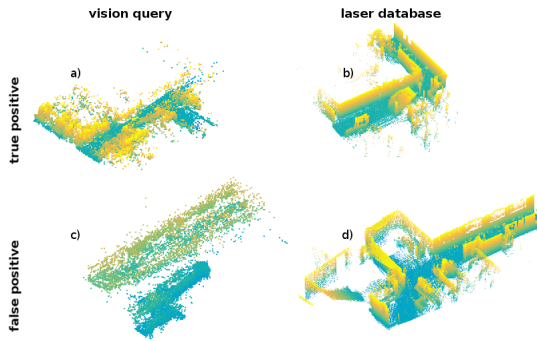 vision query
laser database
true positive
a)
b)
false positive
c)
d)